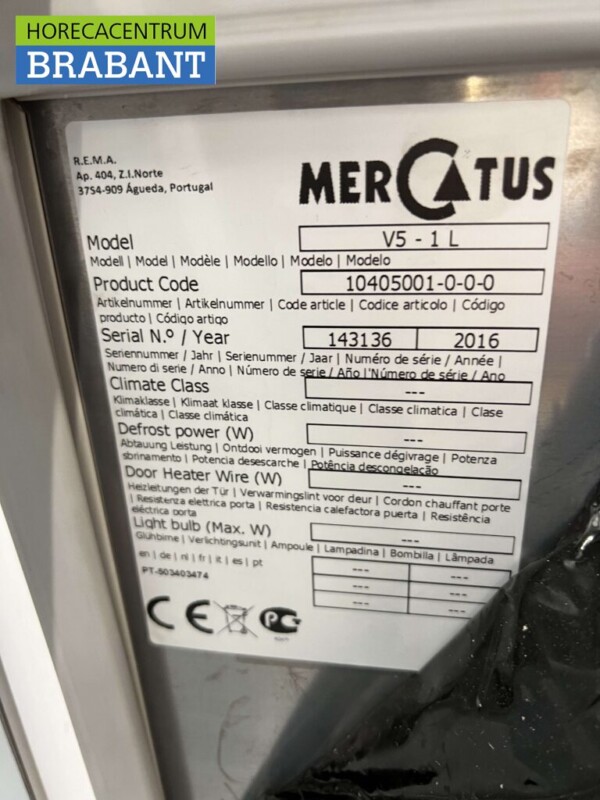 HORECACENTRUM
BRABANT
R.E.M.A.
Ap. 404, Z.I.Norte
3754-909 Águeda, Portugal
MERCATUS
Model V5 - 1 L
Modell | Model | Modèle | Modello | Modelo | Modelo
Product Code 10405001-0-0-0
Artikelnummer | Artikelnummer | Code article | Codice articolo | Código
producto | Código artigo
Serial N.º / Year 143136 2016
Seriennummer / Jahr | Serienummer / Jaar | Numéro de série / Année |
Numero di serie / Anno | Número de serie / Año |'Número de série / Ano
Climate Class ---
Klimaklasse | Klimaat klasse | Classe climatique | Classe climatica | Clase
climática | Classe climática
Defrost power (W) ---
Abtauung Leistung | Ontdooi vermogen | Puissance dégivrage | Potenza
sbrinamento | Potencia desescarche | Potência descongelação
Door Heater Wire (W) ---
Heizleitungen der Tür | Verwarmingslint voor deur | Cordon chauffant porte
| Resistenza elettrica porta | Resistencia calefactora puerta | Resistência
eléctrica porta
Light bulb (Max. W) ---
Glühbirne | Verlichtingsunit | Ampoule | Lampadina | Bombilla | Lâmpada
en | de | nl | fr | it | es | pt --- ---
PT-503403474 --- ---
--- ---
CE PG